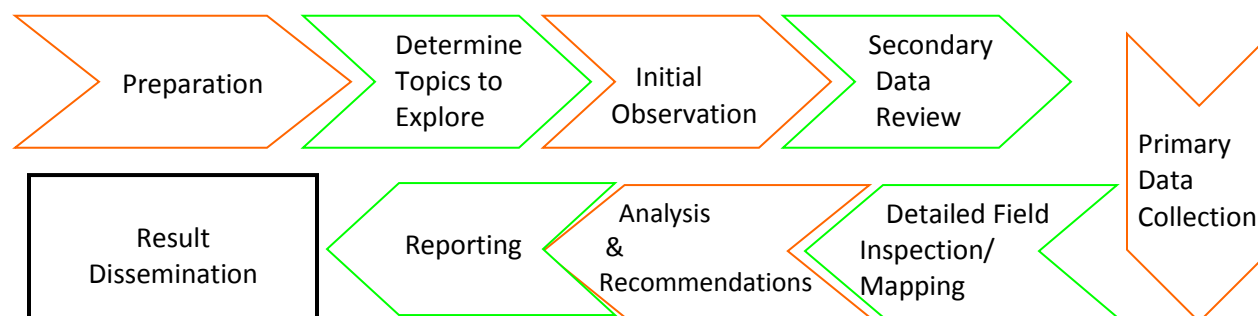 Preparation
Determine
Topics to
Explore
Initial
Observation
Secondary
Data
Review
Primary
Data
Collection
Detailed Field
Inspection/
Mapping
Analysis
&
Recommendations
Reporting
Result
Dissemination